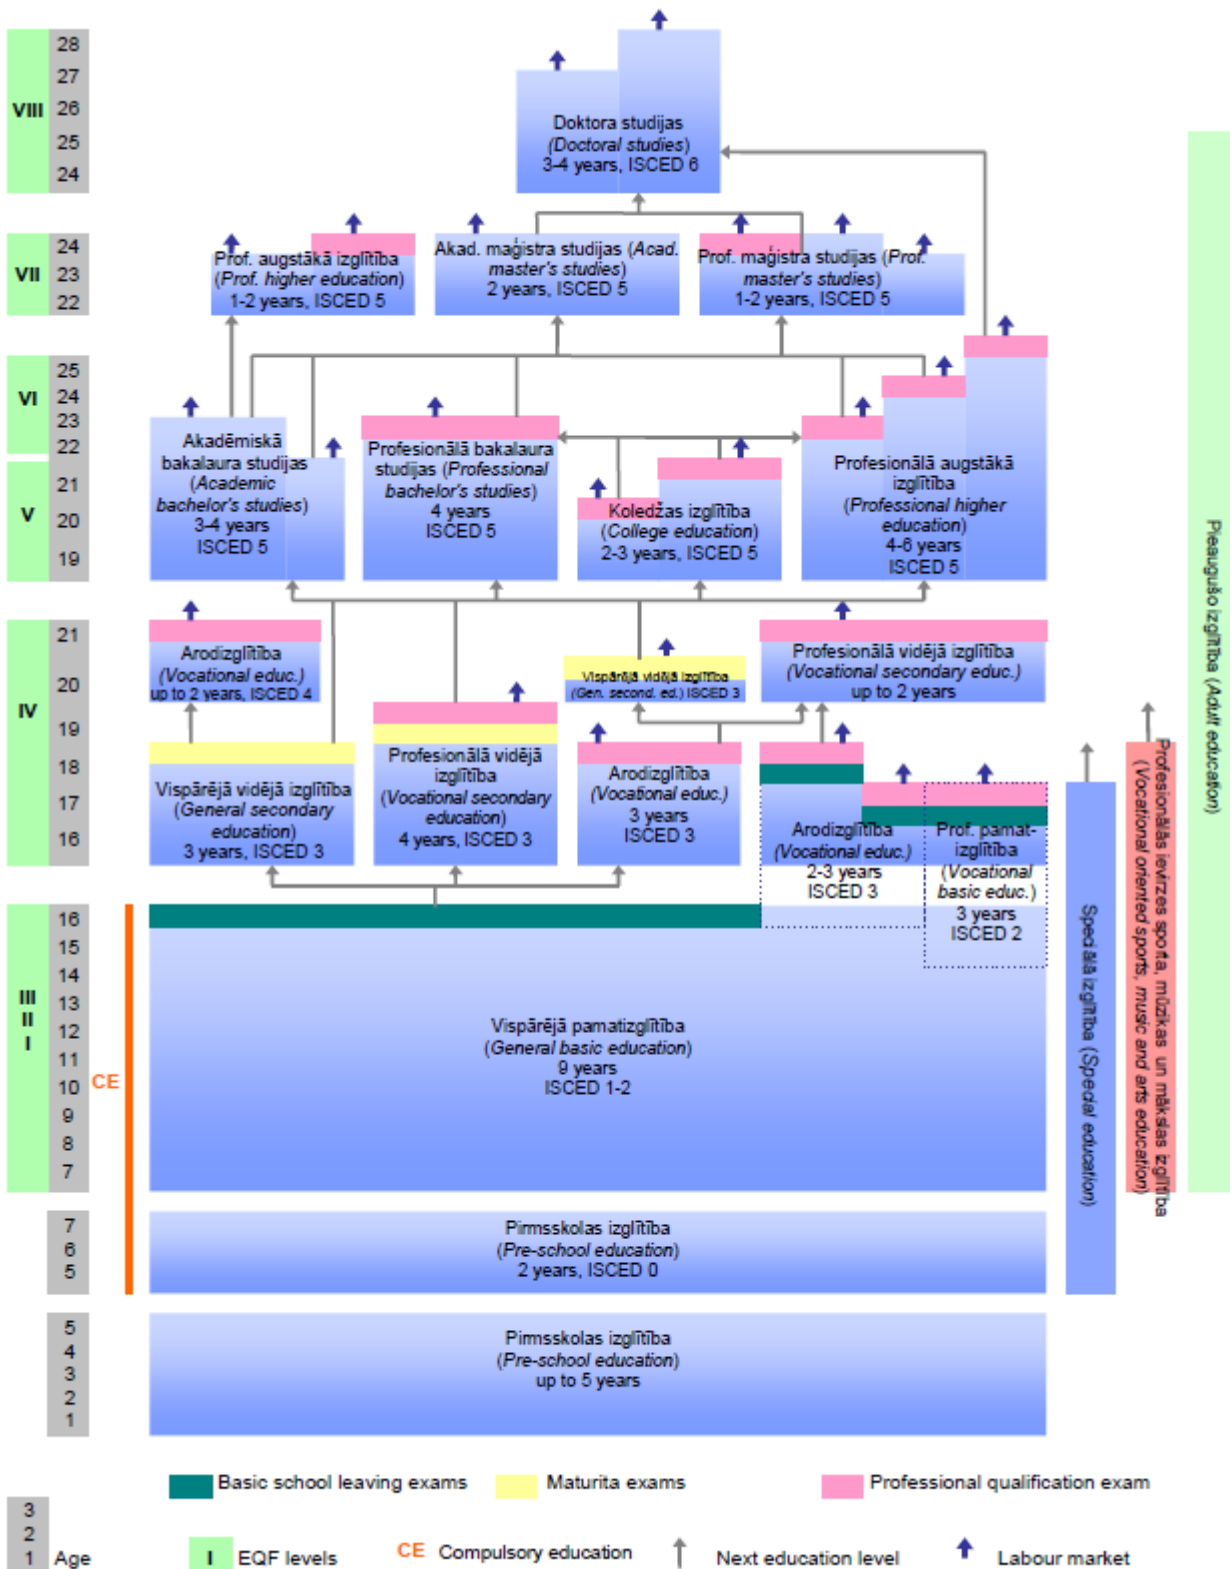 28
27
26
25
24
VIII
Doktora studijas
(Doctoral studies)
3-4 years, ISCED 6
24
23
22
VII
Prof. augstākā izglītība
(Prof. higher education)
1-2 years, ISCED 5
Akad. maģistra studijas (Acad.
master's studies)
2 years, ISCED 5
Prof. maģistra studijas (Prof.
master's studies)
1-2 years, ISCED 5
25
24
23
22
VI
21
20
19
V
Akadēmiskā
bakalaura studijas
(Academic
bachelor's studies)
3-4 years
ISCED 5
Profesionālā bakalaura
studijas (Professional
bachelor's studies)
4 years
ISCED 5
Koledžas izglītība
(College education)
2-3 years, ISCED 5
Profesionālā augstākā
izglītība
(Professional higher
education)
4-6 years
ISCED 5
21
20
19
18
17
16
IV
Arodizglītība
(Vocational educ.)
up to 2 years, ISCED 4
Vispārējā vidējā izglītība
(Gen. second. ed.) ISCED 3
Profesionālā vidējā izglītība
(Vocational secondary educ.)
up to 2 years
Vispārējā vidējā izglītība
(General secondary
education)
3 years, ISCED 3
Profesionālā vidējā
izglītība
(Vocational secondary
education)
4 years, ISCED 3
Arodizglītība
(Vocational educ.)
3 years
ISCED 3
Arodizglītība
(Vocational educ.)
2-3 years
ISCED 3
Prof. pamat-
izglītība
(Vocational
basic educ.)
3 years
ISCED 2
16
15
14
13
12
11
10
9
8
7
III
II
I
CE
Vispārējā pamatizglītība
(General basic education)
9 years
ISCED 1-2
7
6
5
Pirmsskolas izglītība
(Pre-school education)
2 years, ISCED 0
5
4
3
2
1
Pirmsskolas izglītība
(Pre-school education)
up to 5 years
Speciālā izglītība (Special education)
Profesionālās ievirzes sporta, mūzikas un mākslas izglītība
(Vocational oriented sports, music and arts education)
Pieaugušo izglītība (Adult education)
Basic school leaving exams
Maturita exams
Professional qualification exam
3
2
1 Age
I EQF levels
CE Compulsory education
Next education level
Labour market